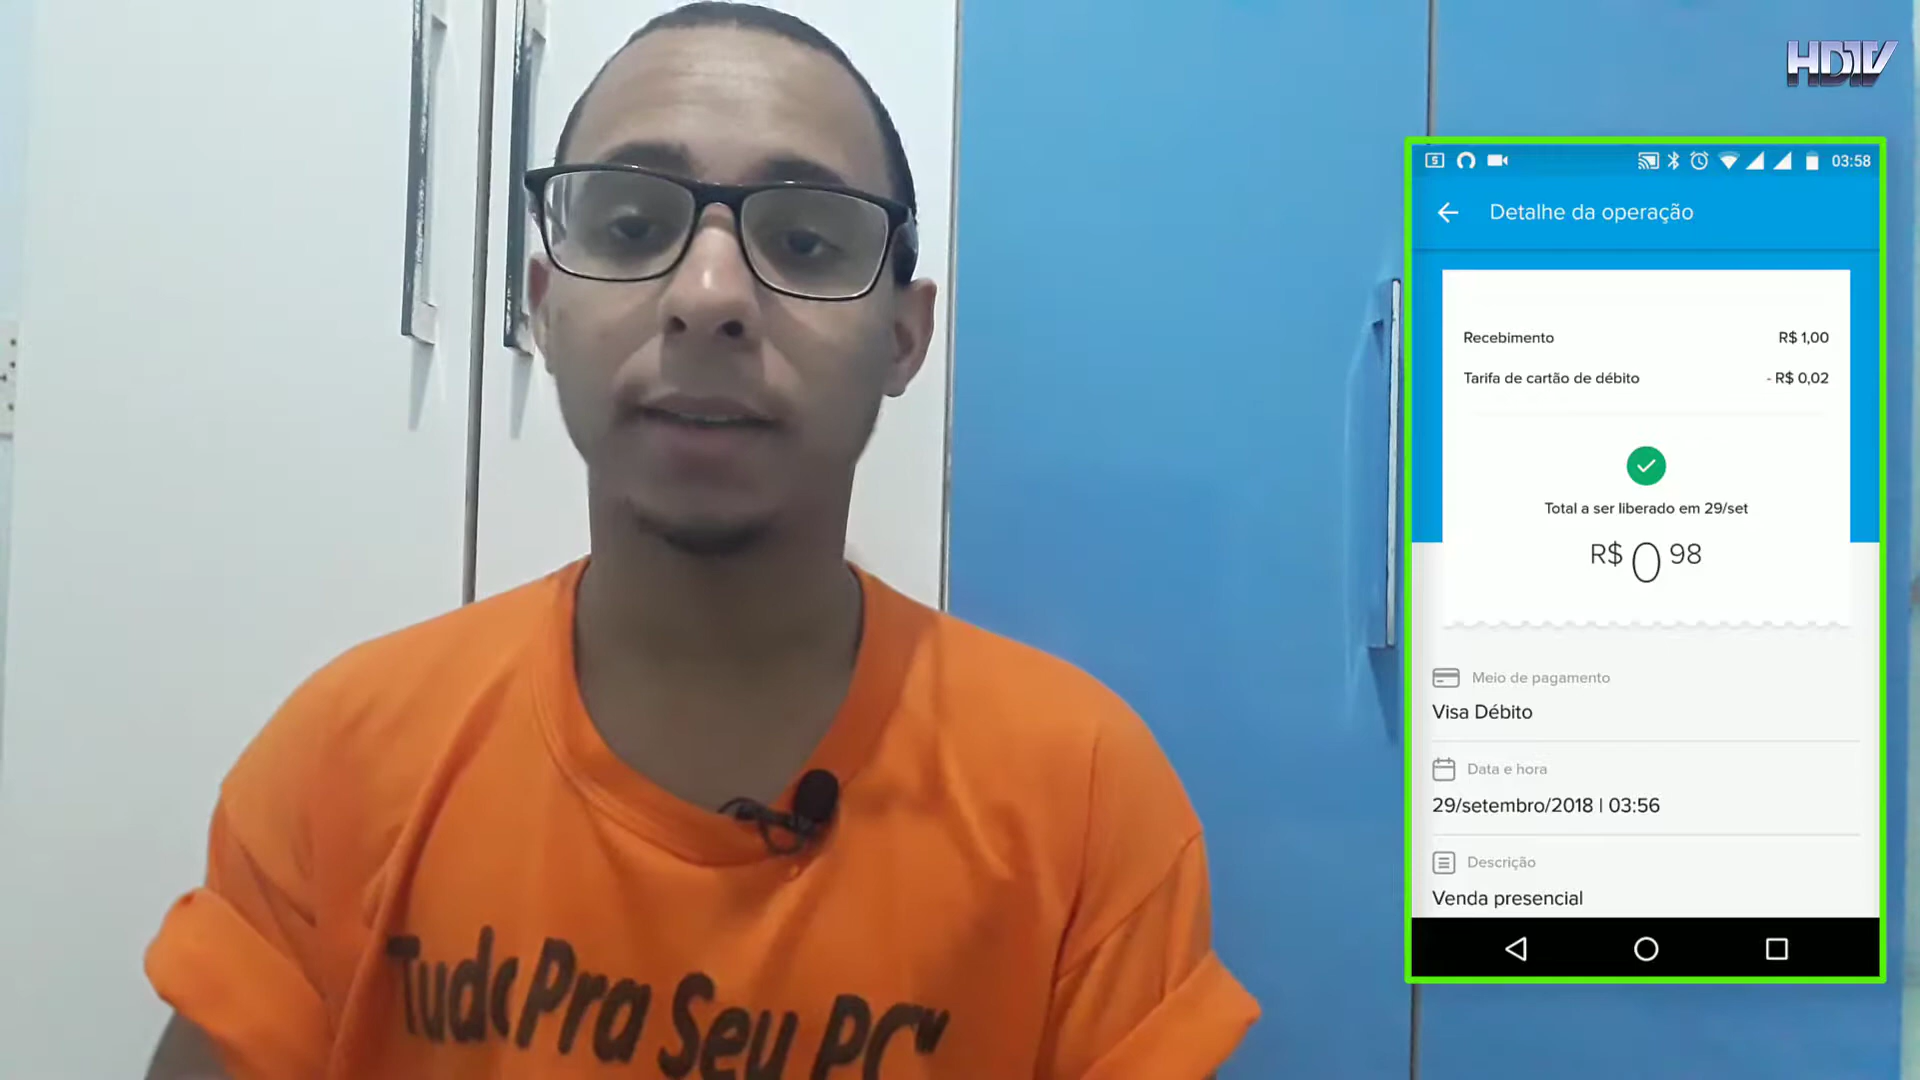 HDTV
03:58
Detalhe da operação
Recebimento R$ 1,00
Tarifa de cartão de débito - R$ 0,02
Total a ser liberado em 29/set
R$ 0 98
Meio de pagamento
Visa Débito
Data e hora
29/setembro/2018 | 03:56
Descrição
Venda presencial
Tudo Pra Seu PC